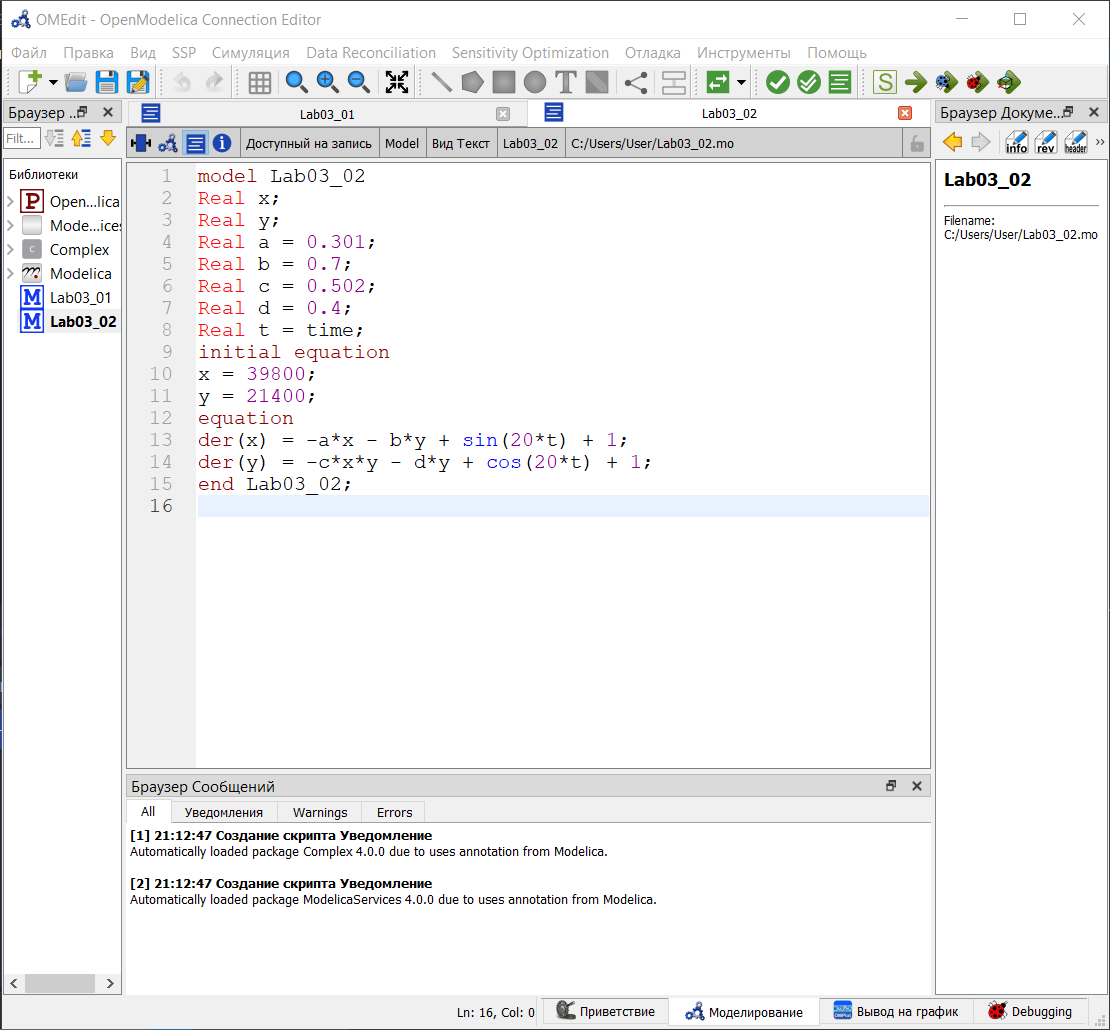 OMEdit - OpenModelica Connection Editor
Файл Правка Вид SSP Симуляция Data Reconciliation Sensitivity Optimization Отладка Инструменты Помощь
T S
Браузер ..
Lab03_01
Lab03_02
Браузер Докуме...
Filt...
Доступный на запись Model Вид Текст Lab03_02 C:/Users/User/Lab03_02.mo
info rev header »
Библиотеки
P Open...lica
Mode...ices
C Complex
m Modelica
M Lab03_01
M Lab03_02
1 model Lab03_02
2 Real x;
3 Real y;
4 Real a = 0.301;
5 Real b = 0.7;
6 Real c = 0.502;
7 Real d = 0.4;
8 Real t = time;
9 initial equation
10 x = 39800;
11 y = 21400;
12 equation
13 der(x) = -a*x - b*y + sin(20*t) + 1;
14 der(y) = -c*x*y - d*y + cos(20*t) + 1;
15 end Lab03_02;
16
Lab03_02
Filename:
C:/Users/User/Lab03_02.mo
Браузер Сообщений
All Уведомления Warnings Errors
[1] 21:12:47 Создание скрипта Уведомление
Automatically loaded package Complex 4.0.0 due to uses annotation from Modelica.
[2] 21:12:47 Создание скрипта Уведомление
Automatically loaded package ModelicaServices 4.0.0 due to uses annotation from Modelica.
Ln: 16, Col: 0 Приветствие Моделирование Вывод на график Debugging